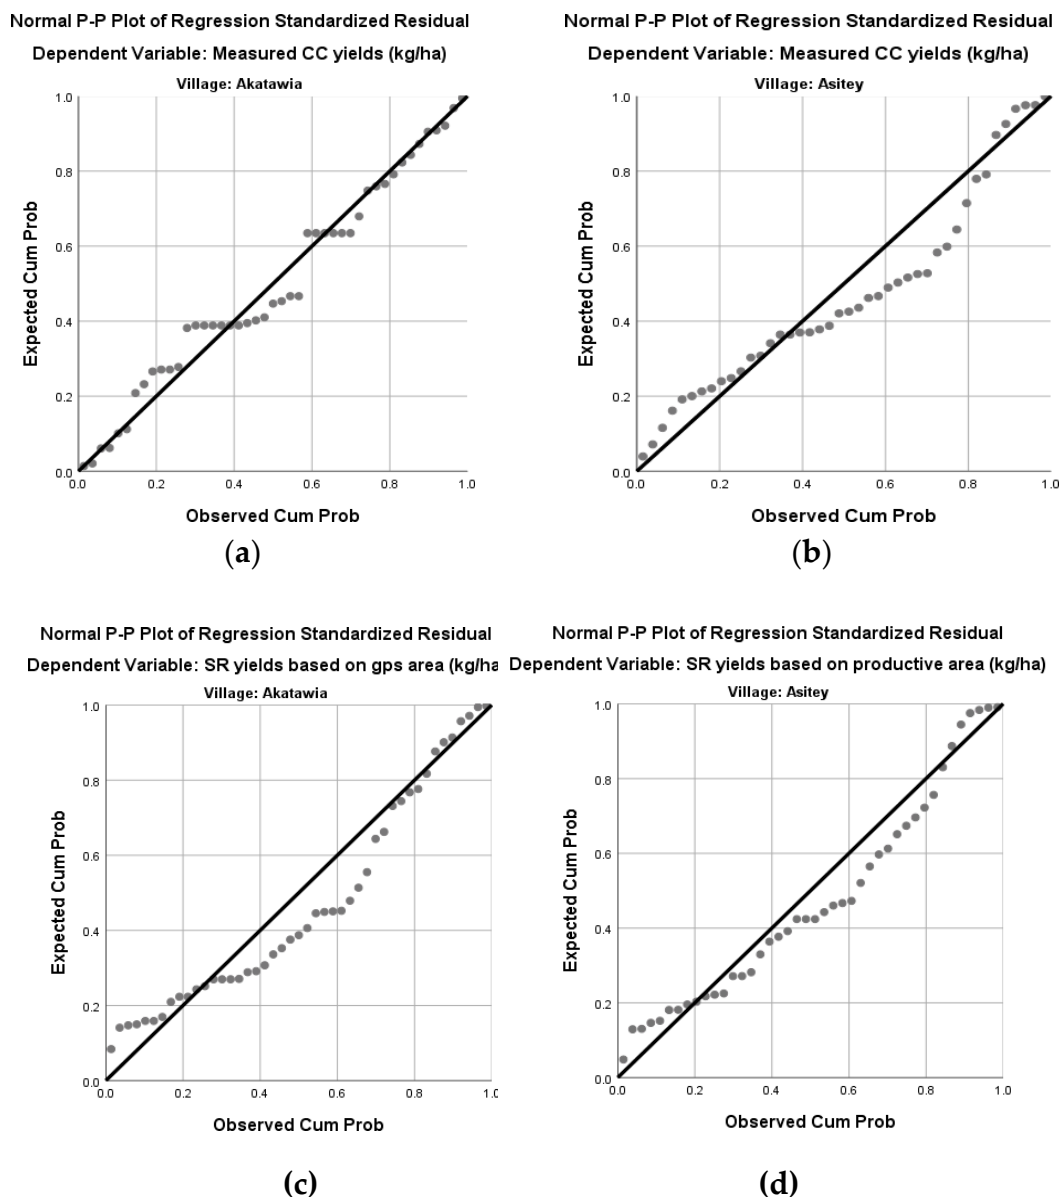 Normal P-P Plot of Regression Standardized Residual
Dependent Variable: Measured CC yields (kg/ha)
Village: Akatawia
1.0
0.8
0.6
0.4
0.2
0.0
Expected Cum Prob
0.0 0.2 0.4 0.6 0.8 1.0
Observed Cum Prob
(a)
Normal P-P Plot of Regression Standardized Residual
Dependent Variable: Measured CC yields (kg/ha)
Village: Asitey
1.0
0.8
0.6
0.4
0.2
0.0
Expected Cum Prob
0.0 0.2 0.4 0.6 0.8 1.0
Observed Cum Prob
(b)
Normal P-P Plot of Regression Standardized Residual
Dependent Variable: SR yields based on gps area (kg/ha
Village: Akatawia
1.0
0.8
0.6
0.4
0.2
0.0
Expected Cum Prob
0.0 0.2 0.4 0.6 0.8 1.0
Observed Cum Prob
(c)
Normal P-P Plot of Regression Standardized Residual
Dependent Variable: SR yields based on productive area (kg/ha)
Village: Asitey
1.0
0.8
0.6
0.4
0.2
0.0
Expected Cum Prob
0.0 0.2 0.4 0.6 0.8 1.0
Observed Cum Prob
(d)